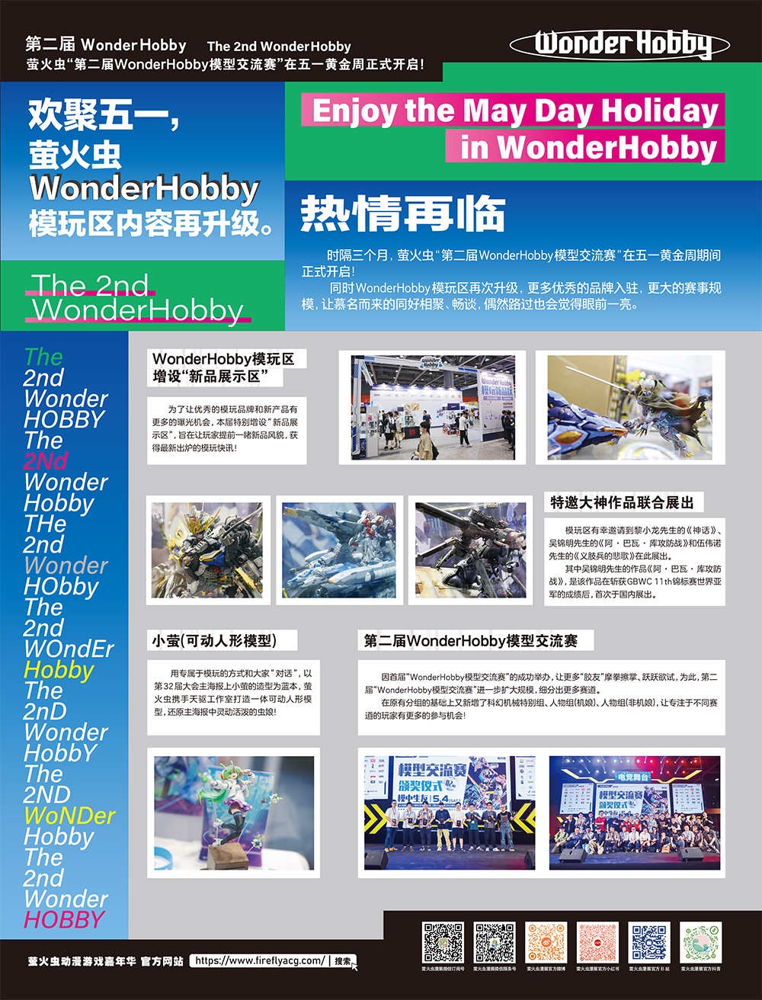 第二届 WonderHobby The 2nd WonderHobby
萤火虫“第二届WonderHobby模型交流赛”在五一黄金周正式开启！
Wonder Hobby
欢聚五一，
萤火虫
WonderHobby
模玩区内容再升级。
Enjoy the May Day Holiday
in WonderHobby
热情再临
时隔三个月，萤火虫“第二届WonderHobby模型交流赛”在五一黄金周期间
正式开启！
同时WonderHobby模玩区再次升级，更多优秀的品牌入驻，更大的赛事规
模，让慕名而来的同好相聚、畅谈，偶然路过也会觉得眼前一亮。
The 2nd
WonderHobby
The
2nd
Wonder
HOBBY
The
2Nd
Wonder
Hobby
THe
2nd
Wonder
HObby
The
2nd
WOndEr
Hobby
The
2nD
Wonder
HobbY
The
2ND
WoNDer
Hobby
The
2nd
Wonder
HOBBY
WonderHobby模玩区
增设“新品展示区”
为了让优秀的模玩品牌和新产品有
更多的曝光机会，本届特别增设“新品展
示区”，旨在让玩家提前一睹新品风貌，获
得最新出炉的模玩快讯！
Wonder
Hobby
Wonder Hobby
模玩新品区
特邀大神作品联合展出
模玩区有幸邀请到黎小龙先生的《神话》、
吴锦明先生的《阿·巴瓦·库攻防战》和伍伟诺
先生的《义肢兵的悲歌》在此展出。
其中吴锦明先生的作品《阿·巴瓦·库攻防
战》，是该作品在斩获GBWC 11th锦标赛世界亚
军的成绩后，首次于国内展出。
小萤(可动人形模型)
用专属于模玩的方式和大家“对话”，以
第32届大会主海报上小萤的造型为蓝本，萤
火虫携手天驱工作室打造一体可动人形模
型，还原主海报中灵动活泼的虫娘！
第二届WonderHobby模型交流赛
因首届“WonderHobby模型交流赛”的成功举办，让更多“胶友”摩拳擦掌、跃跃欲试，为此，第二
届“WonderHobby模型交流赛”进一步扩大规模，细分出更多赛道。
在原有分组的基础上又新增了科幻机械特别组、人物组(机娘)、人物组(非机娘)，让专注于不同赛
道的玩家有更多的参与机会！
模型交流赛
颁奖仪式
模中生友 5.4
电竞舞台
模型交流赛
颁奖仪式
模中生友 5.4
萤火虫动漫游戏嘉年华 官方网站 https://www.fireflyacg.com/ 搜索
萤火虫漫展微信订阅号 萤火虫漫展微信服务号 萤火虫漫展官方微博 萤火虫漫展官方小红书 萤火虫漫展官方B站 萤火虫漫展官方抖音